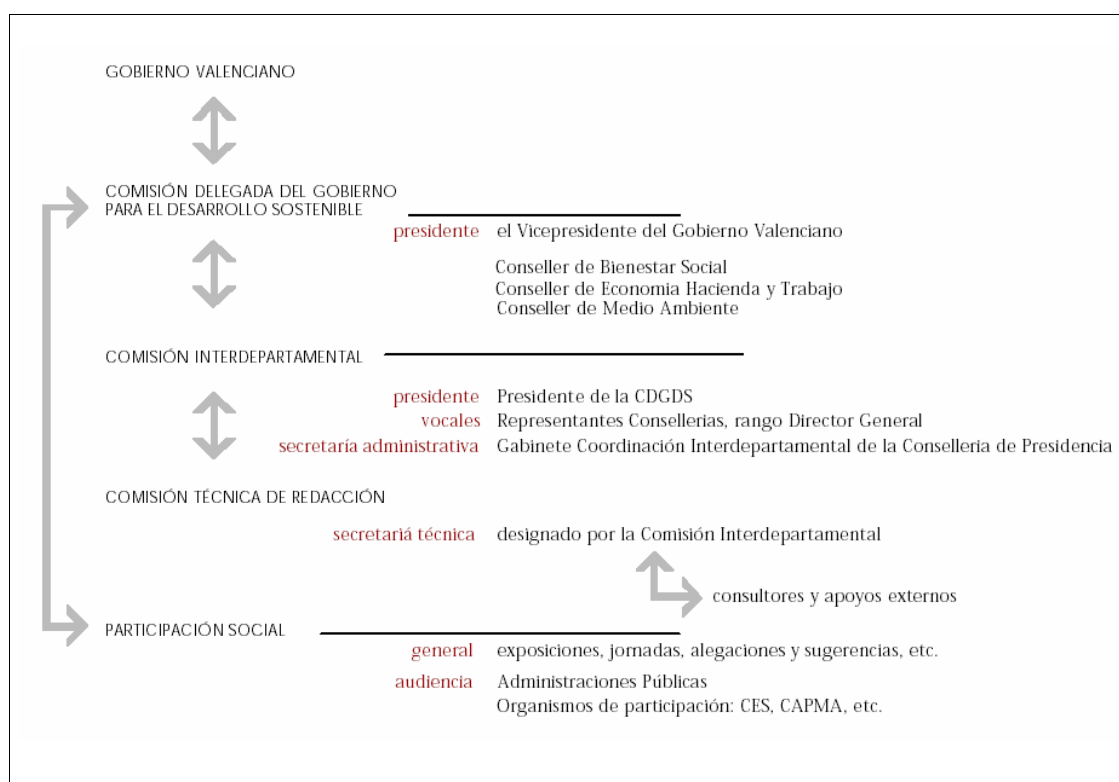 GOBIERNO VALENCIANO
COMISIÓN DELEGADA DEL GOBIERNO
PARA EL DESARROLLO SOSTENIBLE
presidente el Vicepresidente del Gobierno Valenciano
Conseller de Bienestar Social
Conseller de Economia Hacienda y Trabajo
Conseller de Medio Ambiente
COMISIÓN INTERDEPARTAMENTAL
presidente Presidente de la CDGDS
vocales Representantes Consellerias, rango Director General
secretaría administrativa Gabinete Coordinación Interdepartamental de la Conselleria de Presidencia
COMISIÓN TÉCNICA DE REDACCIÓN
secretariá técnica designado por la Comisión Interdepartamental
consultores y apoyos externos
PARTICIPACIÓN SOCIAL
general exposiciones, jornadas, alegaciones y sugerencias, etc.
audiencia Administraciones Públicas
Organismos de participación: CES, CAPMA, etc.